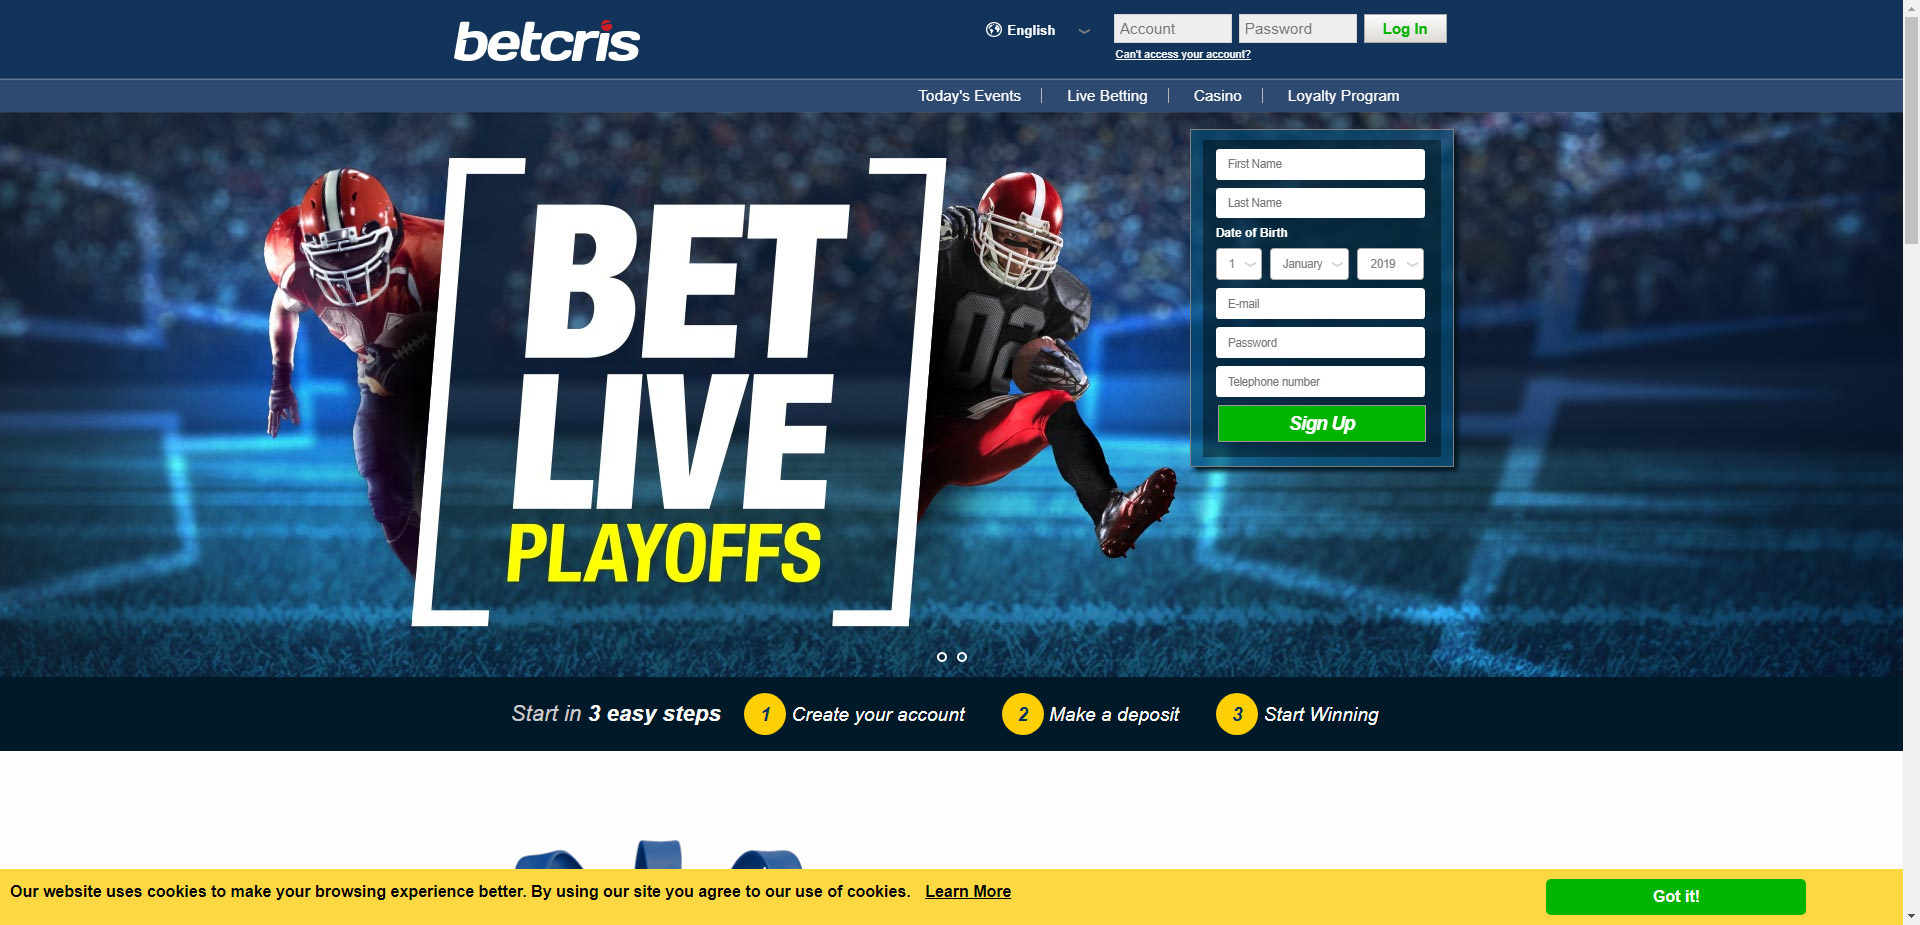 betcris
English
Account
Password
Log In
Can't access your account?
Today's Events
Live Betting
Casino
Loyalty Program
BET
LIVE
PLAYOFFS
02
First Name
Last Name
Date of Birth
1 January 2019
E-mail
Password
Telephone number
Sign Up
Start in 3 easy steps 1 Create your account 2 Make a deposit 3 Start Winning
Our website uses cookies to make your browsing experience better. By using our site you agree to our use of cookies. Learn More
Got it!